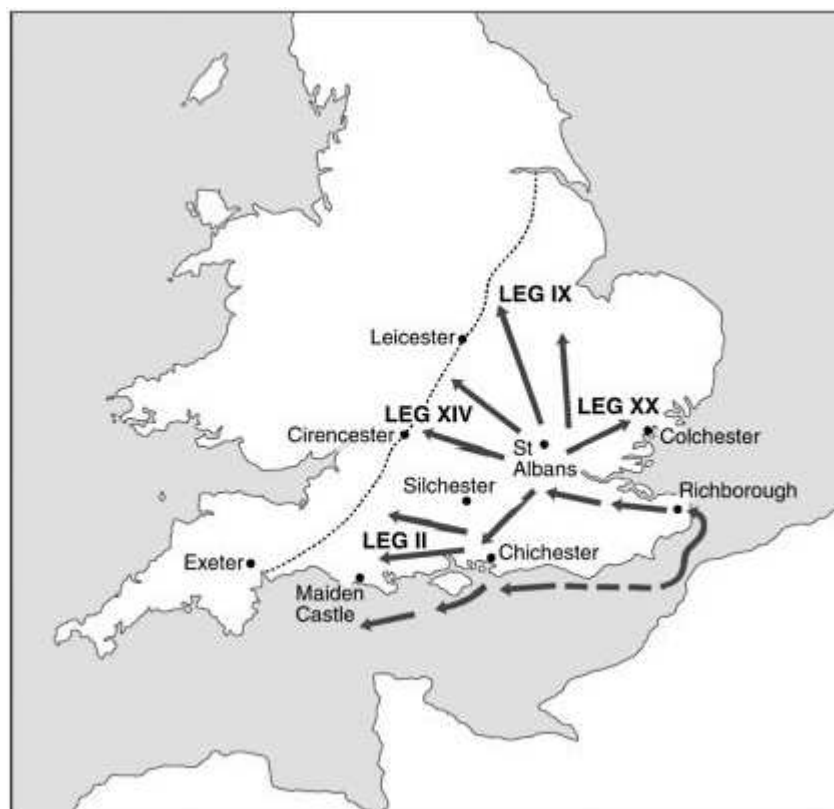 LEG IX
Leicester
LEG XIV
LEG XX
Cirencester
St
Albans
Colchester
Silchester
Richborough
LEG II
Exeter
Chichester
Maiden
Castle